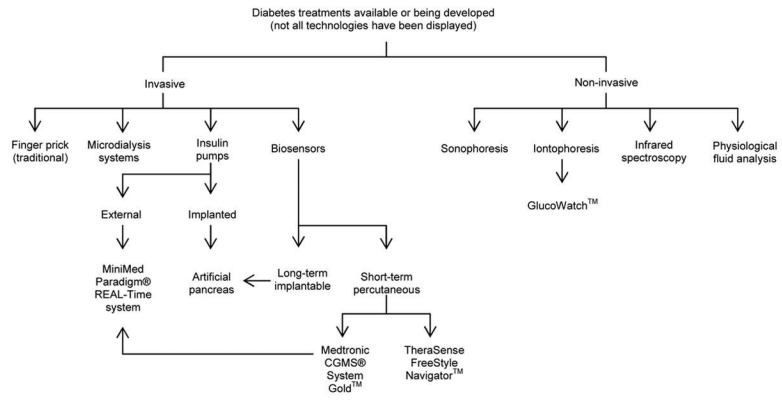 Diabetes treatments available or being developed
(not all technologies have been displayed)
Invasive
Non-invasive
Finger prick
(traditional)
Microdialysis
systems
Insulin
pumps
Biosensors
Sonophoresis
Iontophoresis
Infrared
spectroscopy
Physiological
fluid analysis
GlucoWatch™
External
Implanted
MiniMed
Paradigm®
REAL-Time
system
Artificial
pancreas
Long-term
implantable
Short-term
percutaneous
Medtronic
CGMS®
System
Gold™
TheraSense
FreeStyle
Navigator™